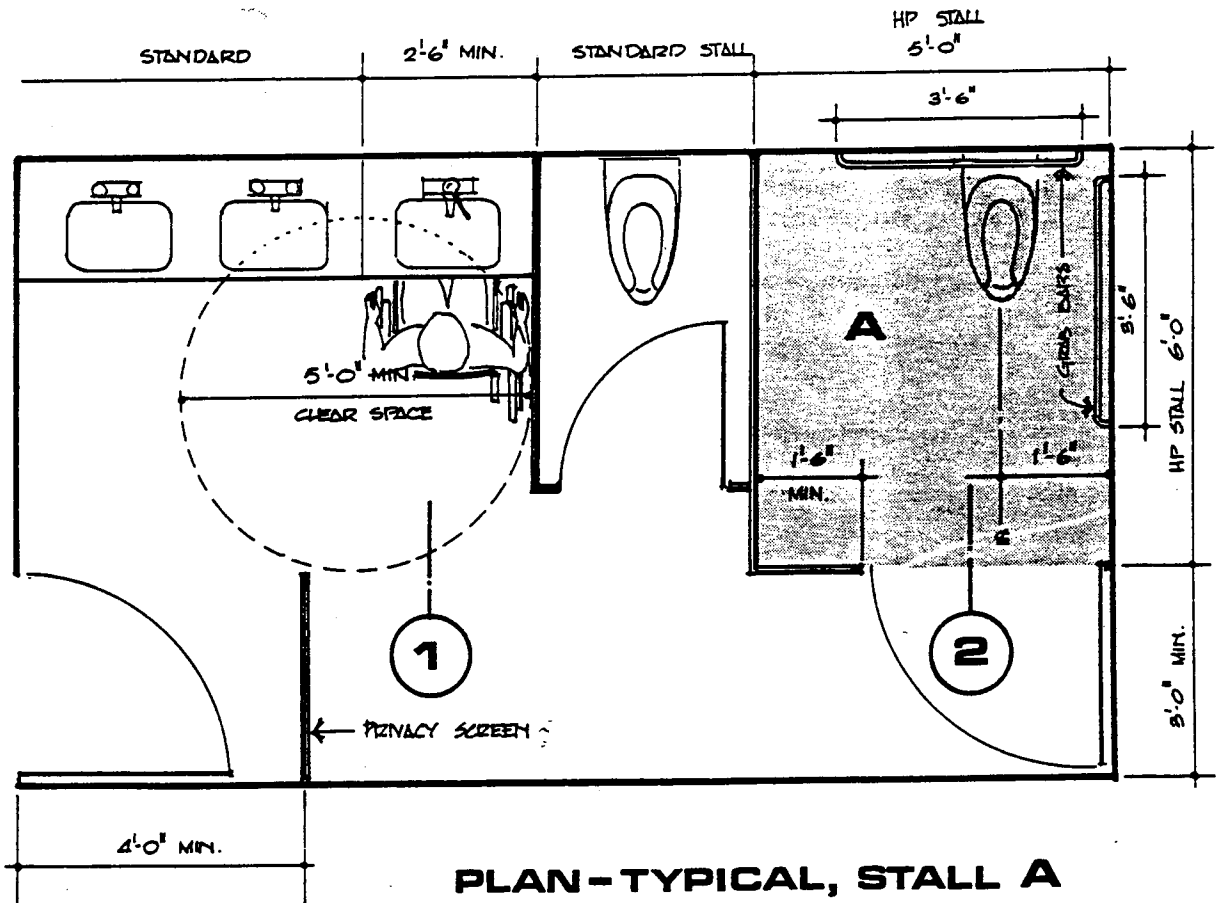 HP STALL
STANDARD
2'-6" MIN.
STANDARD STALL
5'-0"
3'-6"
A
GRAB BARS
3'-6"
HP STALL 6'-0"
5'-0" MIN.
CLEAR SPACE
1'-6"
MIN.
1'-6"
1
2
3'-0" MIN.
PRIVACY SCREEN
4'-0" MIN.
PLAN-TYPICAL, STALL A